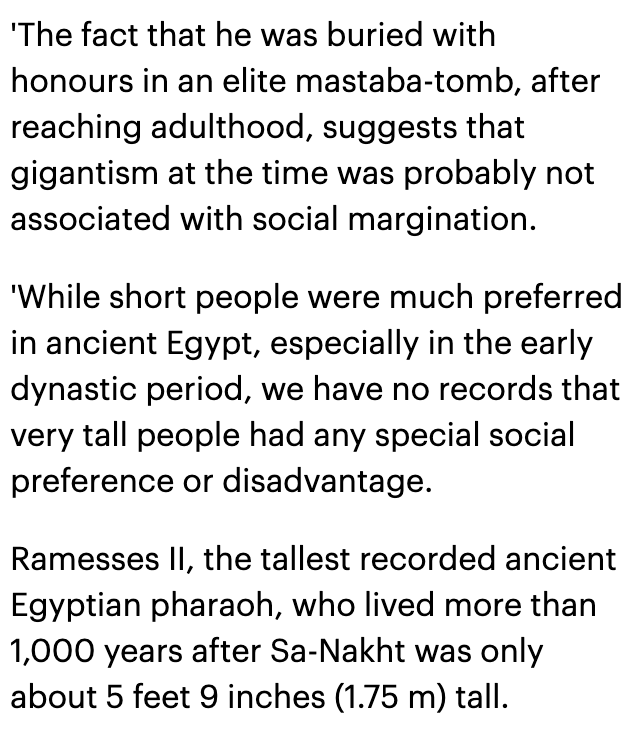 'The fact that he was buried with
honours in an elite mastaba-tomb, after
reaching adulthood, suggests that
gigantism at the time was probably not
associated with social margination.
'While short people were much preferred
in ancient Egypt, especially in the early
dynastic period, we have no records that
very tall people had any special social
preference or disadvantage.
Ramesses II, the tallest recorded ancient
Egyptian pharaoh, who lived more than
1,000 years after Sa-Nakht was only
about 5 feet 9 inches (1.75 m) tall.